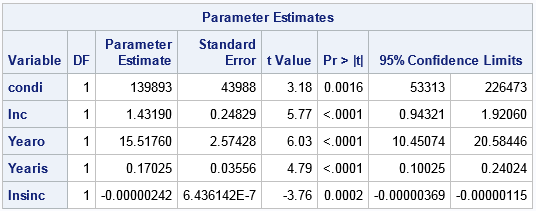 Parameter Estimates
Variable DF Parameter Estimate Standard Error t Value Pr > |t| 95% Confidence Limits
condi 1 139893 43988 3.18 0.0016 53313 226473
Inc 1 1.43190 0.24829 5.77 <.0001 0.94321 1.92060
Yearo 1 15.51760 2.57428 6.03 <.0001 10.45074 20.58446
Yearis 1 0.17025 0.03556 4.79 <.0001 0.10025 0.24024
Insinc 1 -0.00000242 6.436142E-7 -3.76 0.0002 -0.00000369 -0.00000115